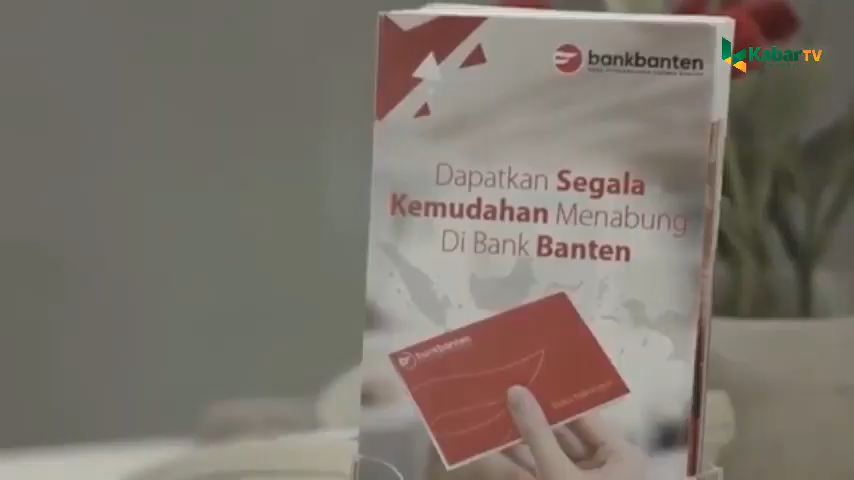 bankbanten
KabarTV
Dapatkan Segala
Kemudahan Menabung
Di Bank Banten
bankbanten